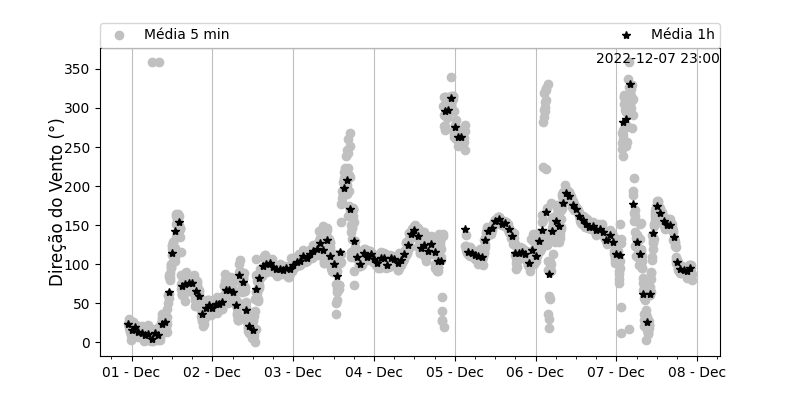 Média 5 min
Média 1h
2022-12-07 23:00
Direção do Vento (°)
350
300
250
200
150
100
50
0
01 - Dec
02 - Dec
03 - Dec
04 - Dec
05 - Dec
06 - Dec
07 - Dec
08 - Dec